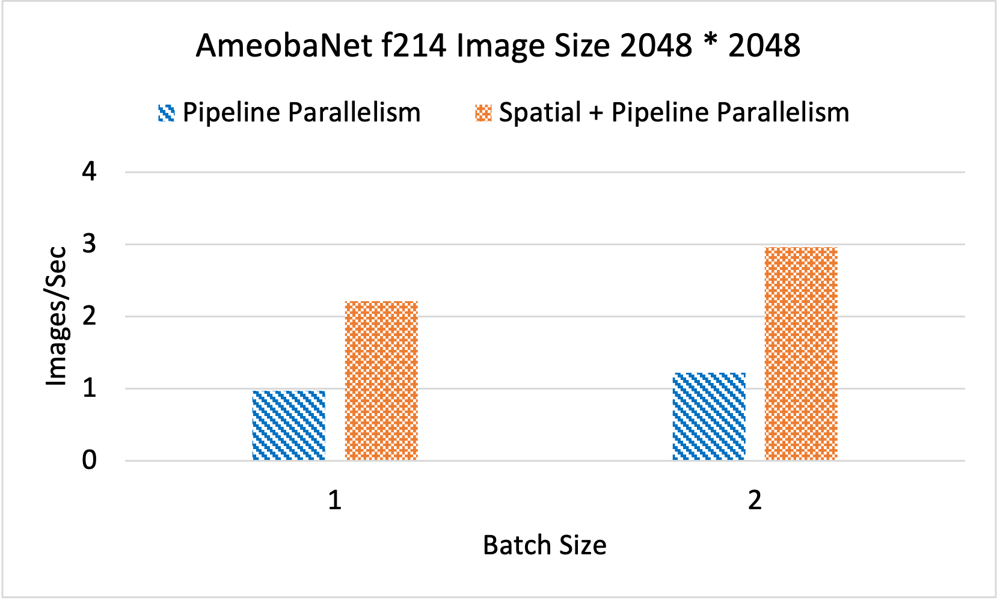 AmeobaNet f214 Image Size 2048 * 2048
Pipeline Parallelism Spatial + Pipeline Parallelism
4
3
2
1
0
Images/Sec
1 2
Batch Size